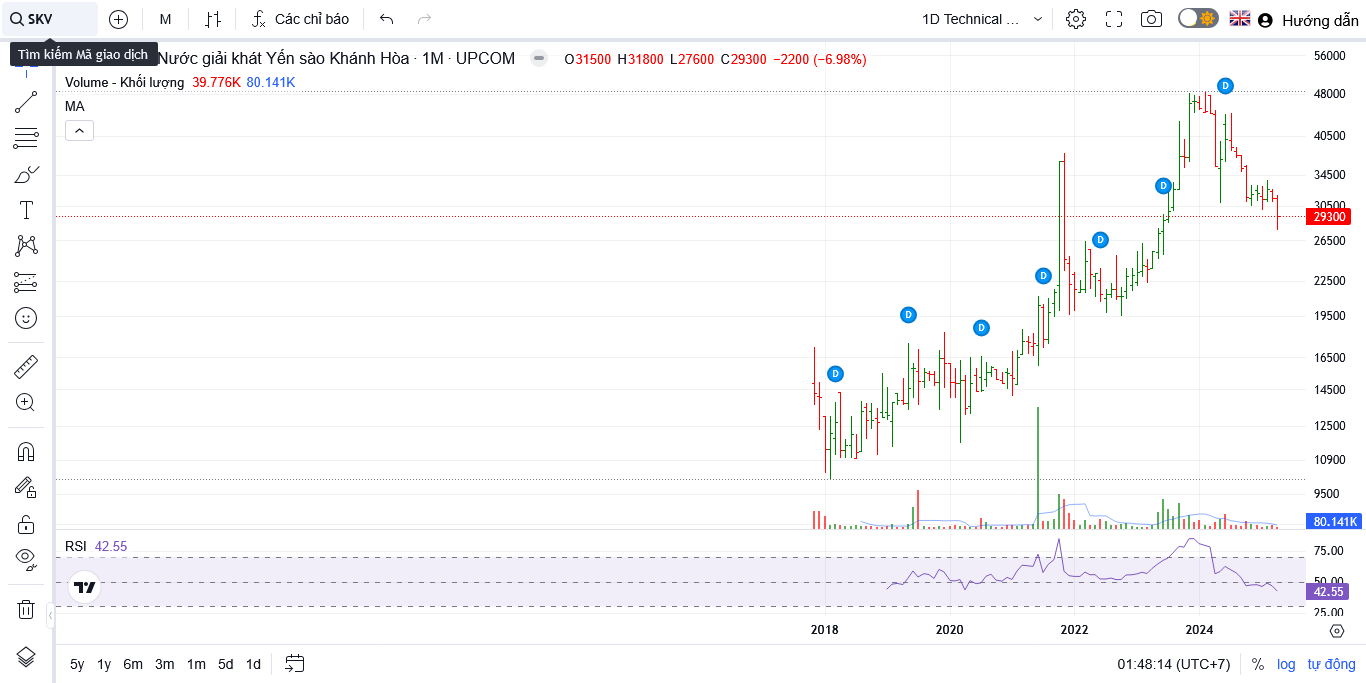 SKV M Các chỉ báo 1D Technical ... Hướng dẫn
Tìm kiếm Mã giao dịch
Nước giải khát Yến sào Khánh Hòa · 1M · UPCOM O31500 H31800 L27600 C29300 −2200 (−6.98%)
Volume - Khối lượng 39.776K 80.141K
MA
56000
48000
40500
34500
30500
29300
26500
22500
19500
16500
14500
12500
10900
9500
80.141K
D
D
D
D
D
D
D
RSI 42.55
75.00
50.00
42.55
25.00
2018 2020 2022 2024
5y 1y 6m 3m 1m 5d 1d 01:48:14 (UTC+7) % log tự động